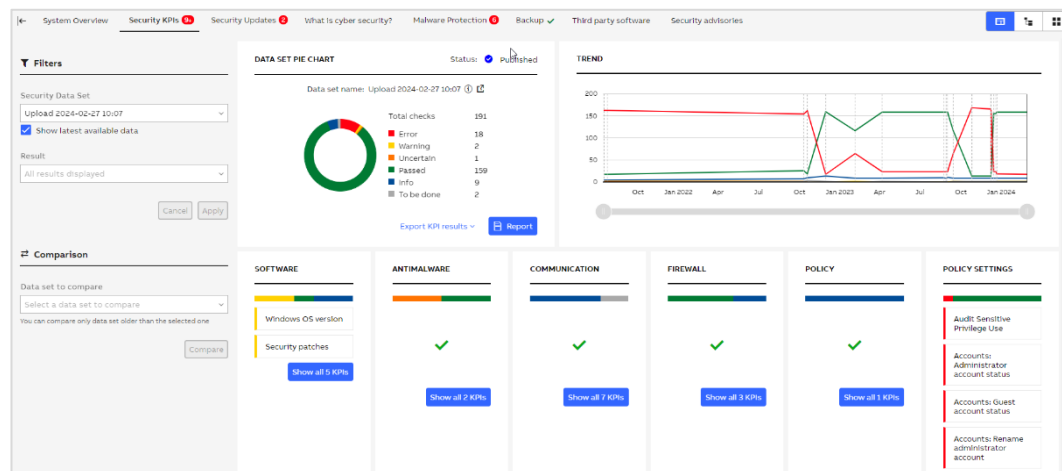 System Overview
Security KPIs
Security Updates 2
What is cyber security?
Malware Protection 6
Backup
Third party software
Security advisories
Filters
Security Data Set
Upload 2024-02-27 10:07
Show latest available data
Result
All results displayed
Cancel
Apply
Comparison
Data set to compare
Select a data set to compare
You can compare only data set older than the selected one
Compare
DATA SET PIE CHART
Status: Published
Data set name: Upload 2024-02-27 10:07
Total checks 191
Error 18
Warning 2
Uncertain 1
Passed 159
Info 9
To be done 2
Export KPI results
Report
TREND
200
150
100
50
0
Oct
Jan 2022
Apr
Jul
Oct
Jan 2023
Apr
Jul
Oct
Jan 2024
SOFTWARE
Windows OS version
Security patches
Show all 5 KPIs
ANTIMALWARE
Show all 2 KPIs
COMMUNICATION
Show all 7 KPIs
FIREWALL
Show all 3 KPIs
POLICY
Show all 1 KPIs
POLICY SETTINGS
Audit Sensitive
Privilege Use
Accounts:
Administrator
account status
Accounts: Guest
account status
Accounts: Rename
administrator
account